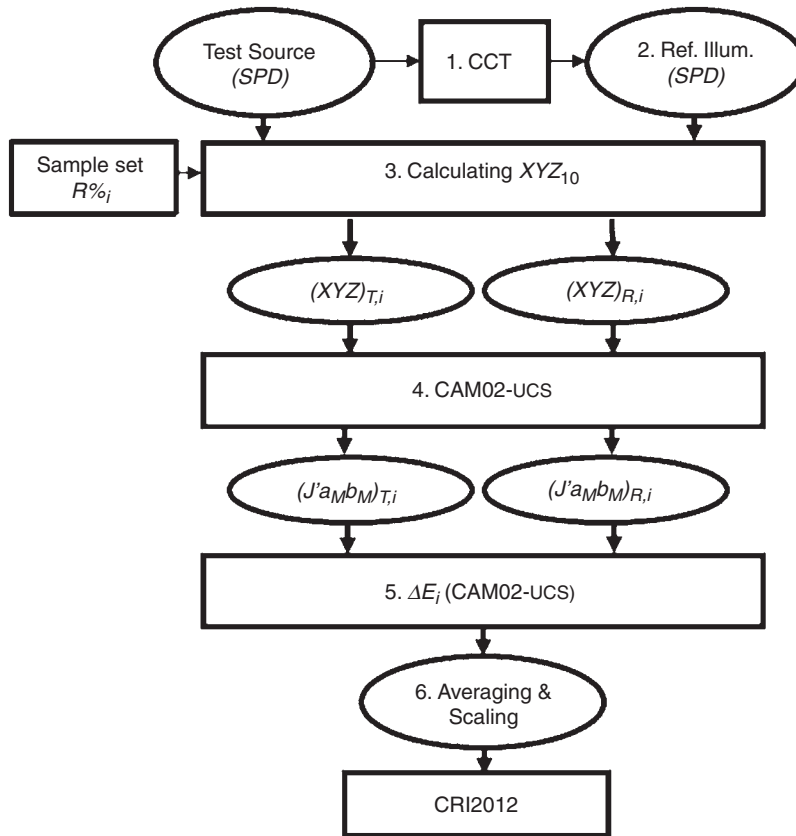 Test Source
(SPD)
1. CCT
2. Ref. Illum.
(SPD)
Sample set
R%i
3. Calculating XYZ10
(XYZ)T,i
(XYZ)R,i
4. CAM02-UCS
(J'aMbM)T,i
(J'aMbM)R,i
5. ΔEi (CAM02-UCS)
6. Averaging &
Scaling
CRI2012